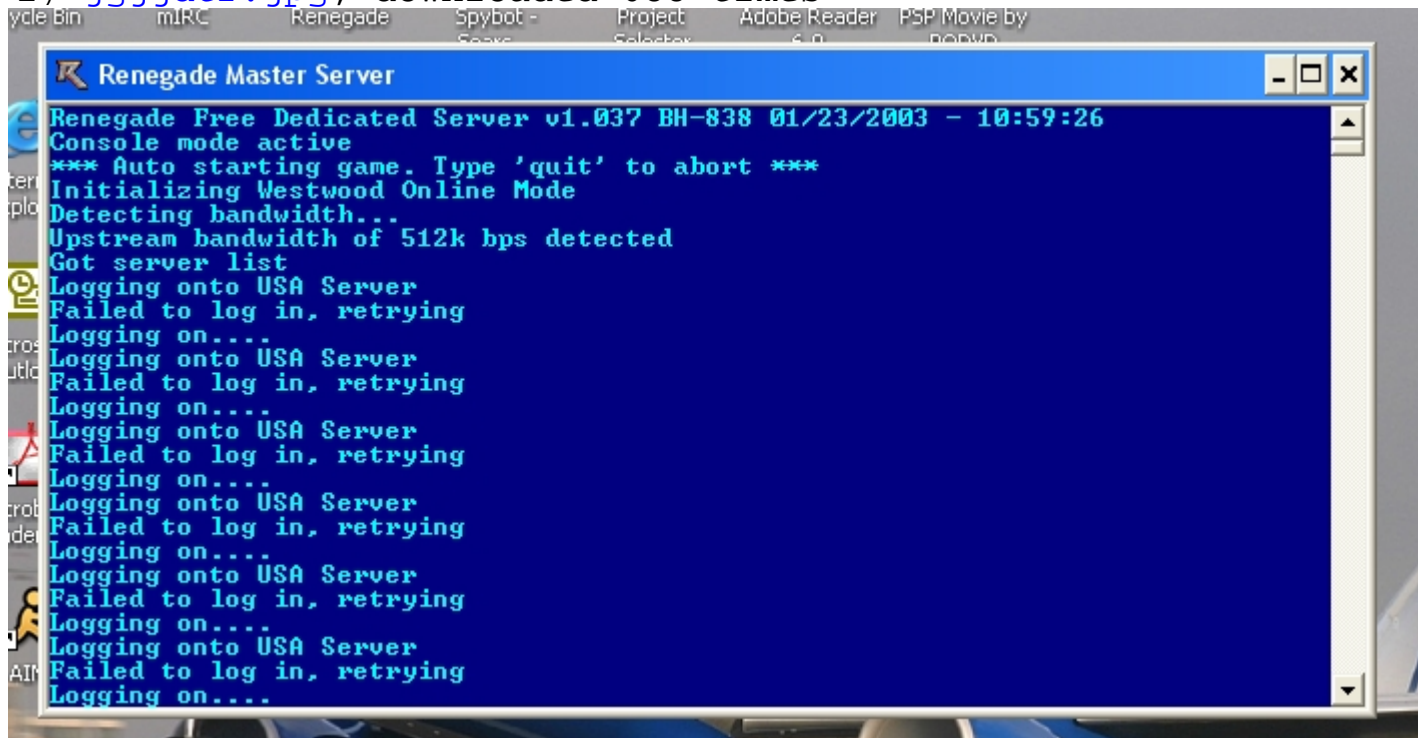 ycle Bin mIRC Renegade Spybot - Project Adobe Reader PSP Movie by
Renegade Master Server
Renegade Free Dedicated Server v1.037 BH-838 01/23/2003 - 10:59:26
Console mode active
*** Auto starting game. Type 'quit' to abort ***
Initializing Westwood Online Mode
Detecting bandwidth...
Upstream bandwidth of 512k bps detected
Got server list
Logging onto USA Server
Failed to log in, retrying
Logging on....
Logging onto USA Server
Failed to log in, retrying
Logging on....
Logging onto USA Server
Failed to log in, retrying
Logging on....
Logging onto USA Server
Failed to log in, retrying
Logging on....
Logging onto USA Server
Failed to log in, retrying
Logging on....
Logging onto USA Server
Failed to log in, retrying
Logging on....